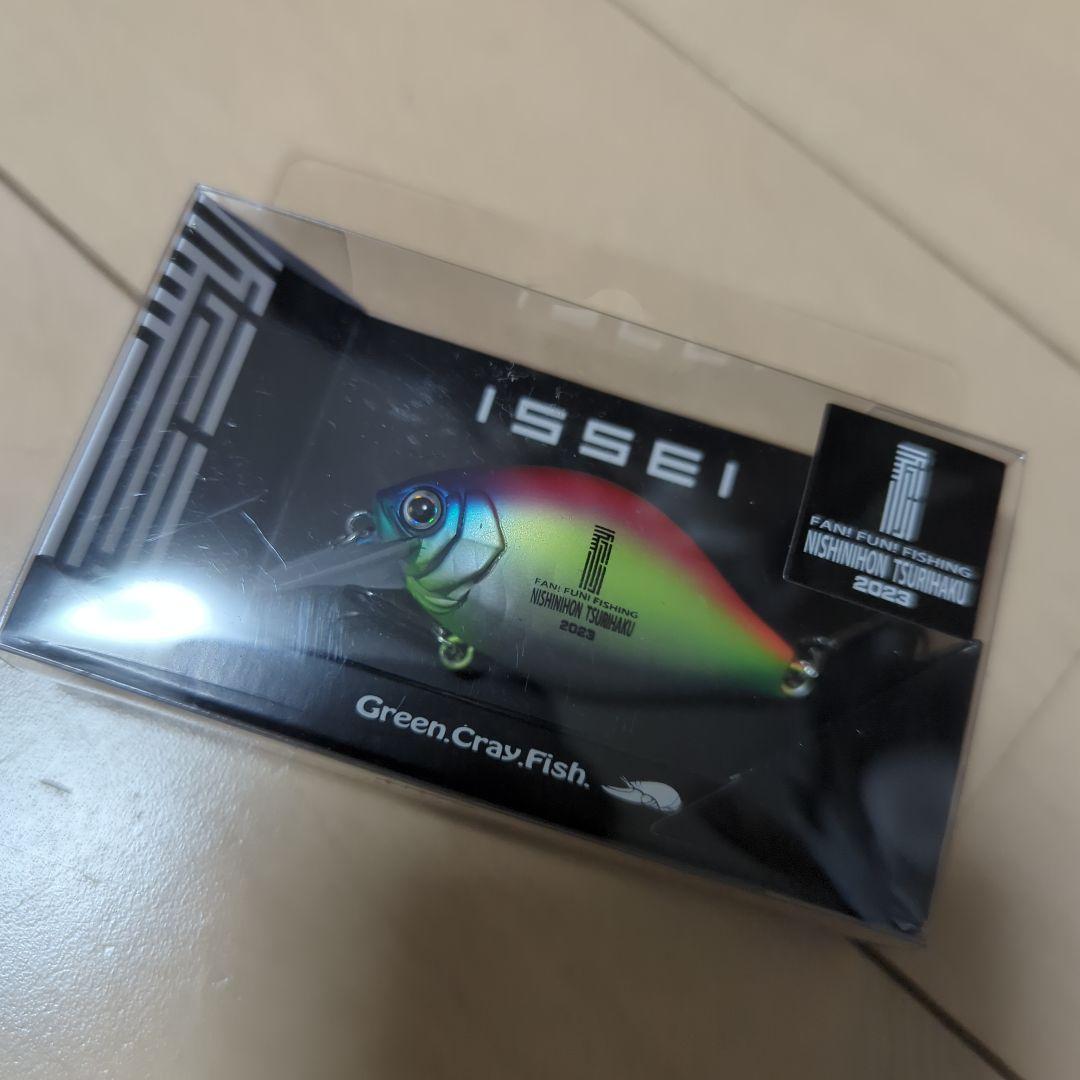 ISSEI
FAN! FUN! FISHING
NISHINIHON TSURIHAKU
2023
FAN! FUN! FISHING
NISHINIHON TSURIHAKU
2023
Green.Cray.Fish.